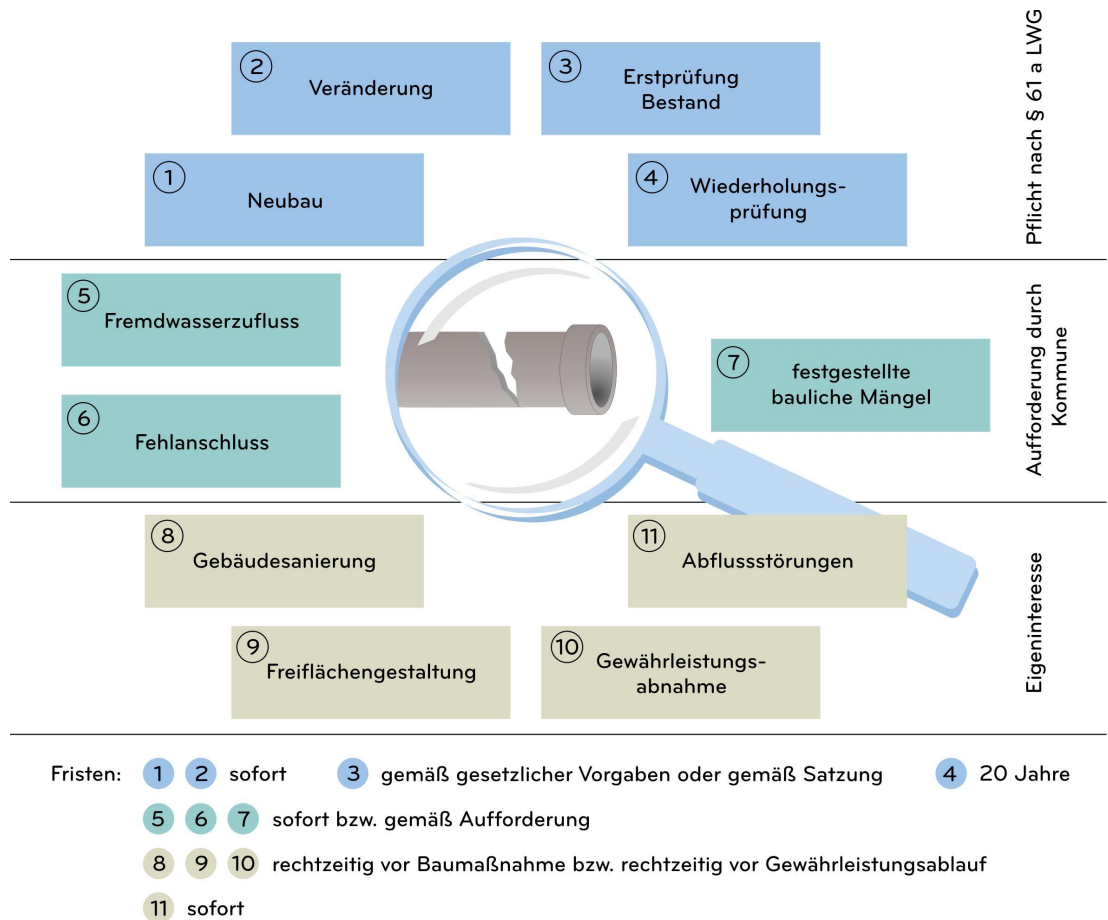 2
Veränderung
3
Erstprüfung
Bestand
1
Neubau
4
Wiederholungs-
prüfung
Pflicht nach § 61 a LWG
5
Fremdwasserzufluss
6
Fehlanschluss
7
festgestellte
bauliche Mängel
Aufforderung durch
Kommune
8
Gebäudesanierung
11
Abflussstörungen
9
Freiflächengestaltung
10
Gewährleistungs-
abnahme
Eigeninteresse
Fristen: 1 2 sofort 3 gemäß gesetzlicher Vorgaben oder gemäß Satzung 4 20 Jahre
5 6 7 sofort bzw. gemäß Aufforderung
8 9 10 rechtzeitig vor Baumaßnahme bzw. rechtzeitig vor Gewährleistungsablauf
11 sofort